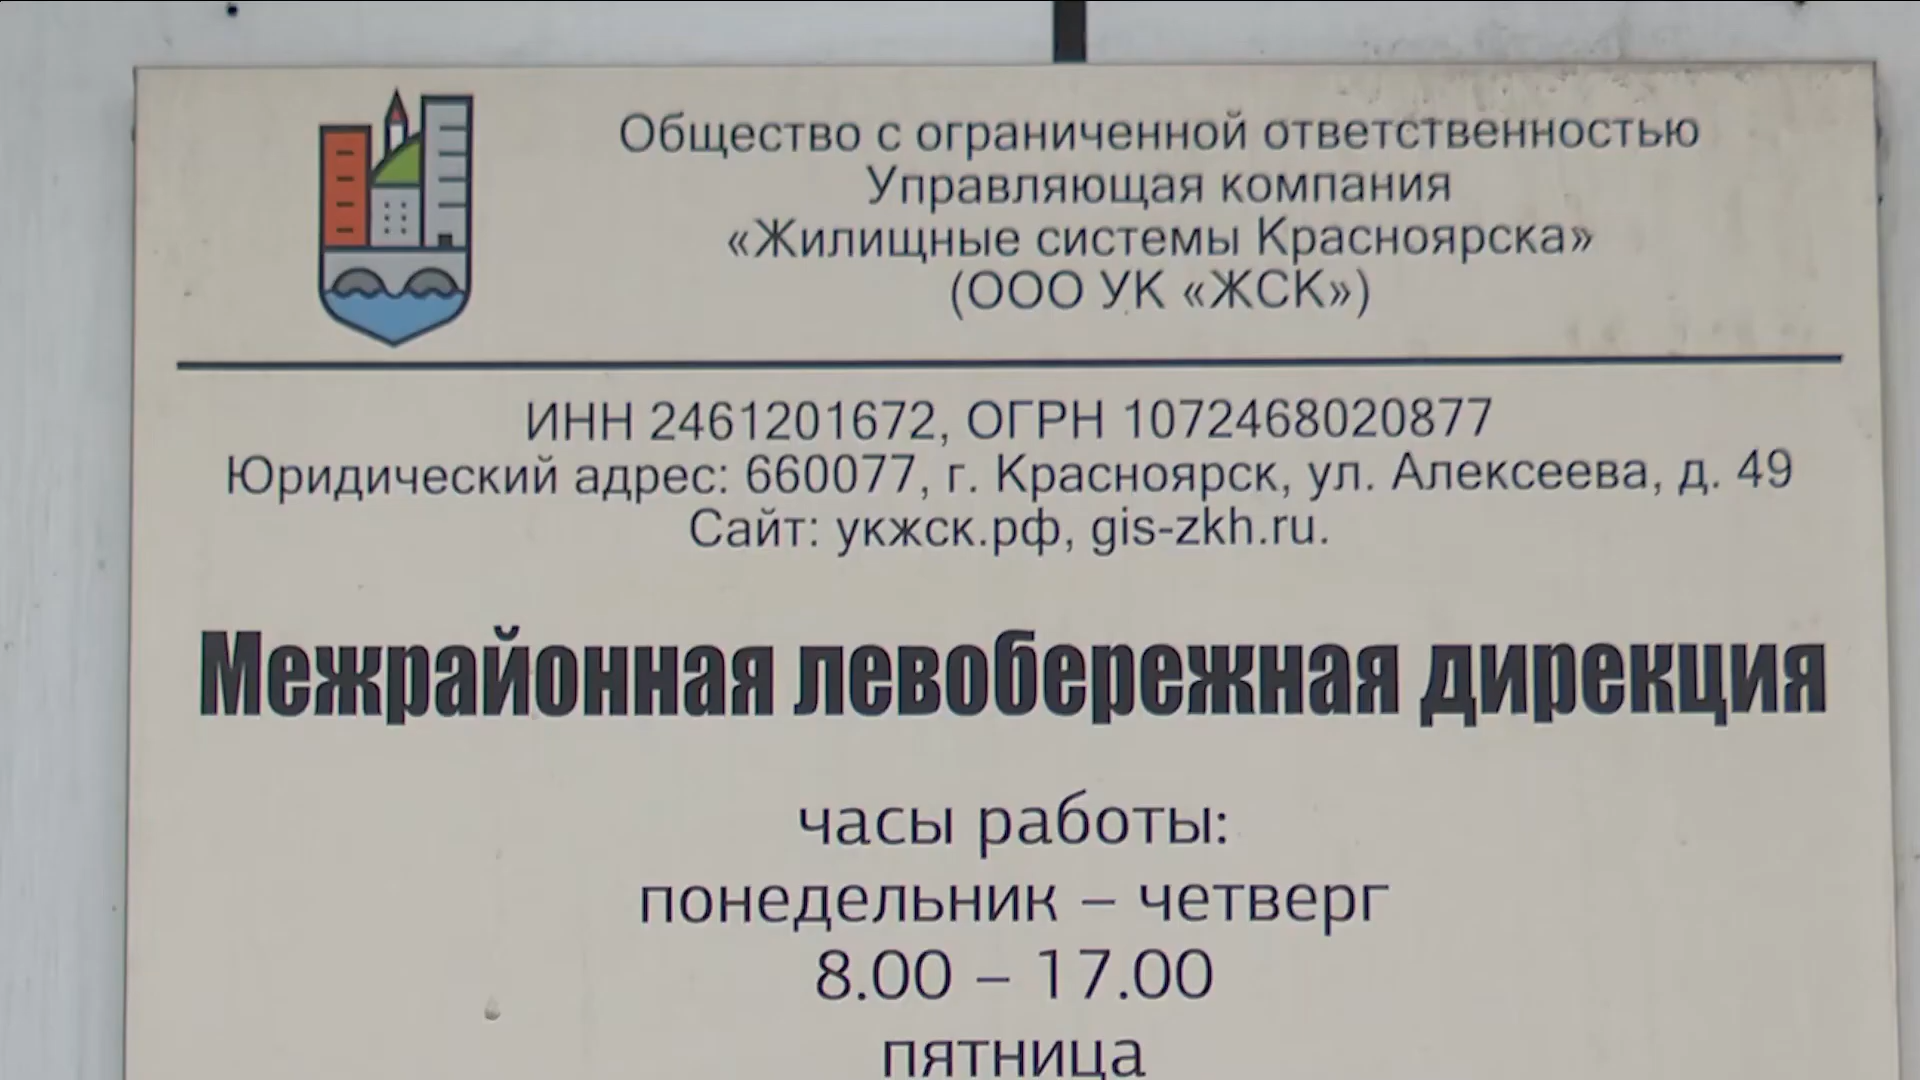 Общество с ограниченной ответственностью
Управляющая компания
«Жилищные системы Красноярска»
(ООО УК «ЖСК»)
ИНН 2461201672, ОГРН 1072468020877
Юридический адрес: 660077, г. Красноярск, ул. Алексеева, д. 49
Сайт: укжск.рф, gis-zkh.ru.
Межрайонная левобережная дирекция
часы работы:
понедельник – четверг
8.00 – 17.00
пятница